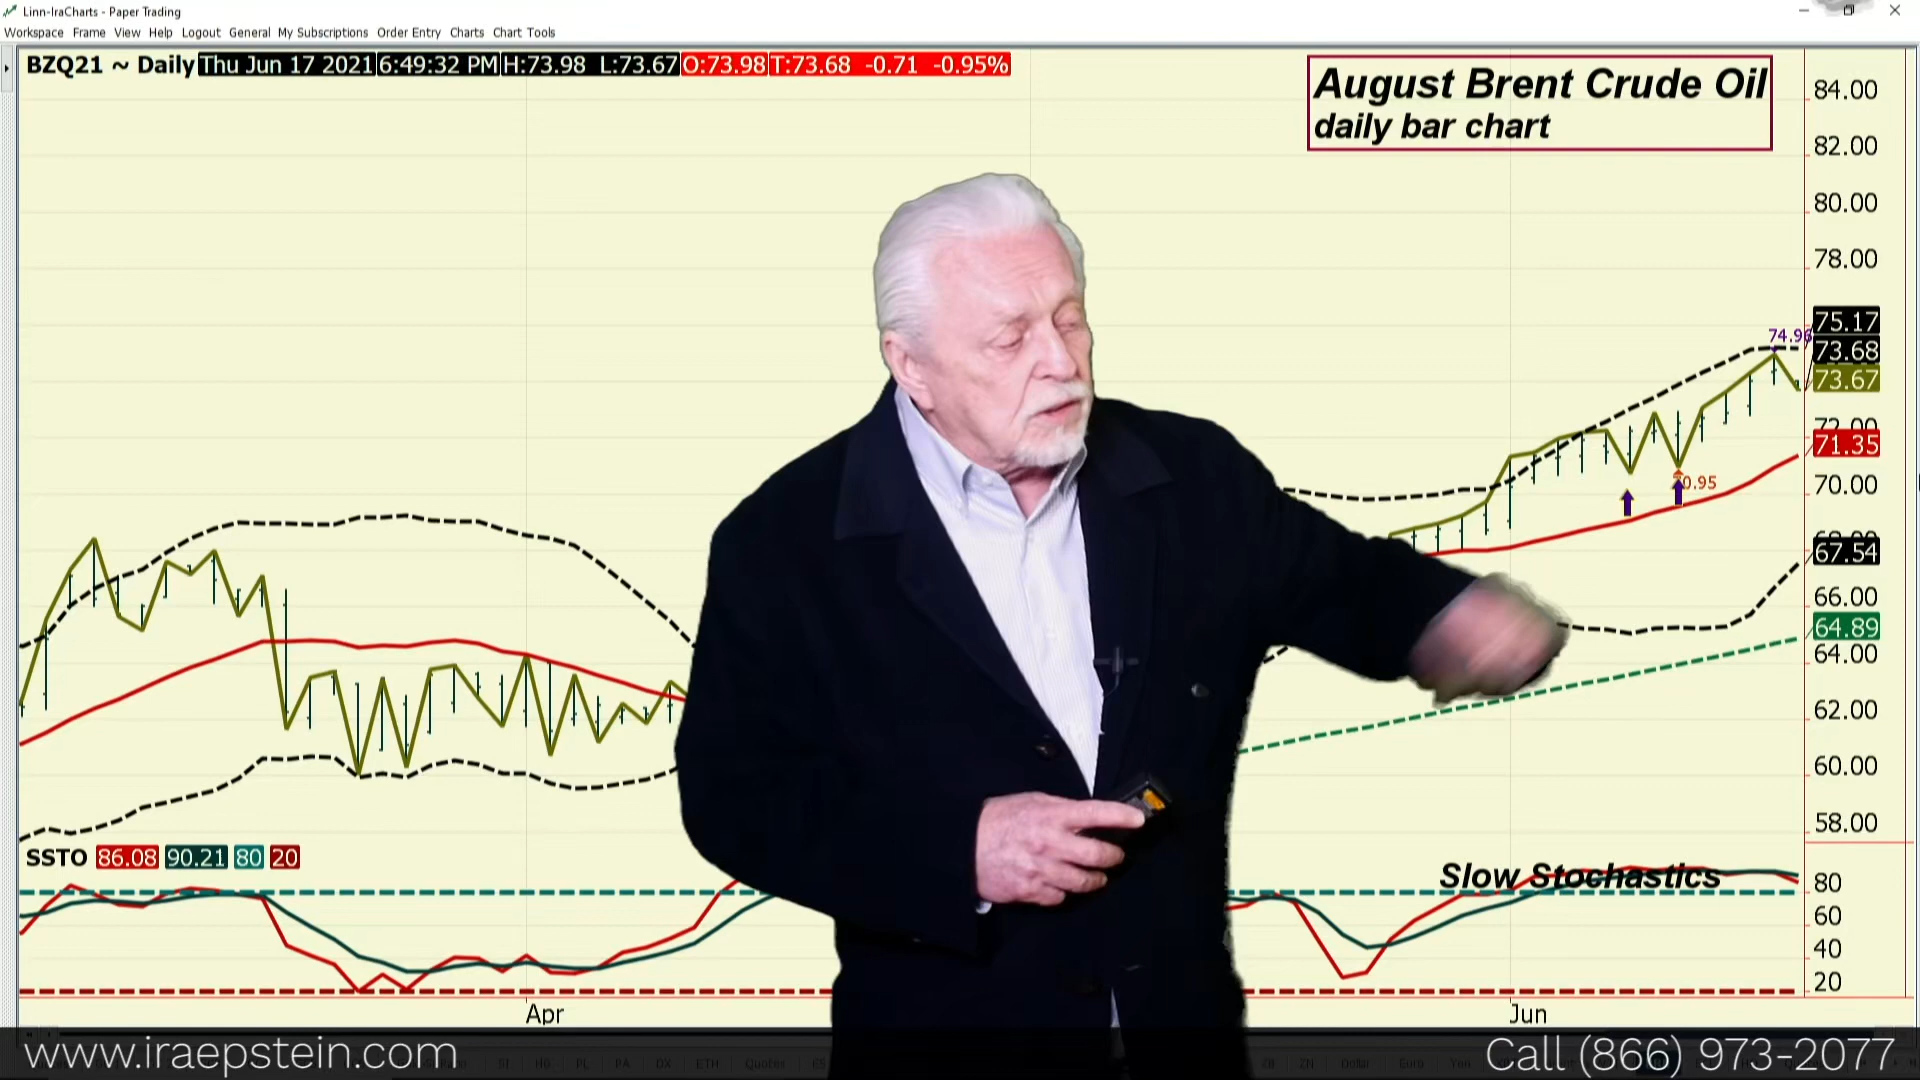 Linn-IraCharts - Paper Trading
Workspace Frame View Help Logout General My Subscriptions Order Entry Charts Chart Tools
BZQ21 ~ Daily Thu Jun 17 2021 6:49:32 PM H:73.98 L:73.67 O:73.98 T:73.68 -0.71 -0.95%
August Brent Crude Oil
daily bar chart
84.00
82.00
80.00
78.00
75.17
74.96
73.68
73.67
72.00
71.35
70.00
70.95
67.54
66.00
64.89
64.00
62.00
60.00
58.00
SSTO 86.08 90.21 80 20
Slow Stochastics
80
60
40
20
Apr
Jun
www.iraepstein.com
Call (866) 973-2077